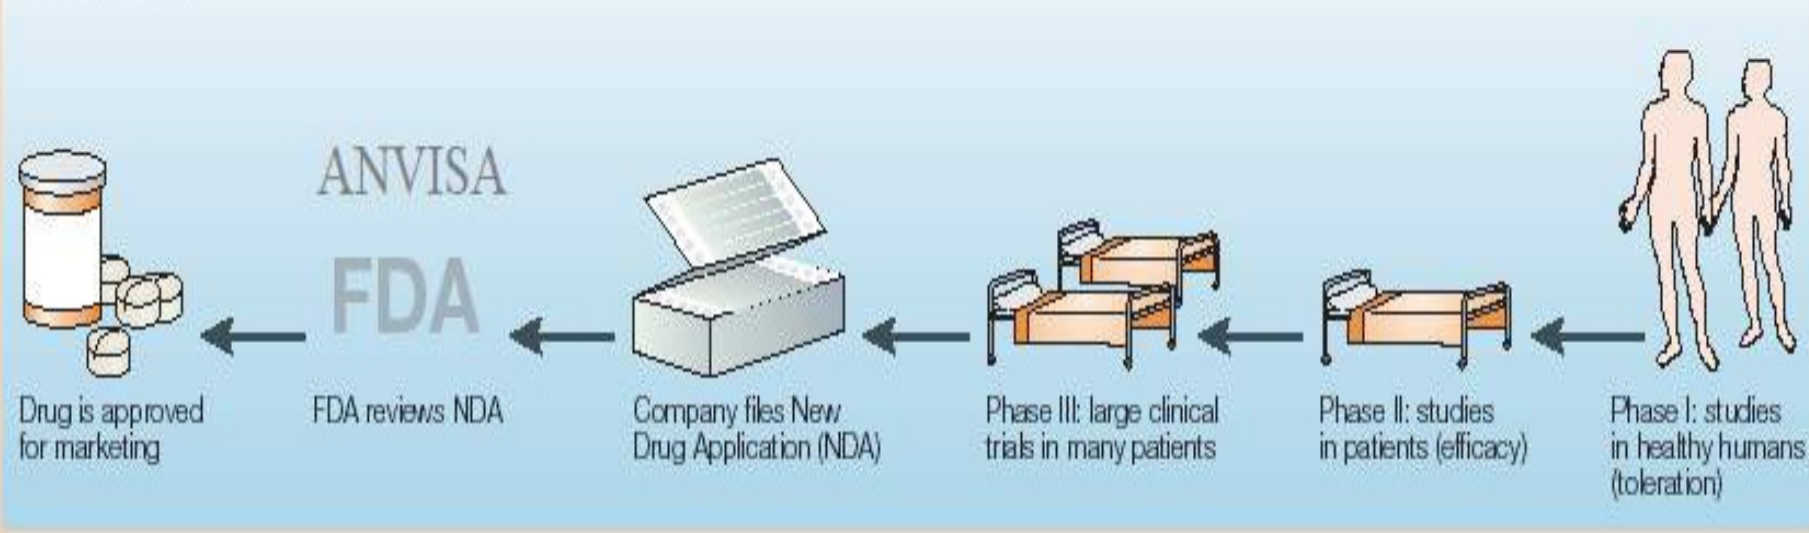 ANVISA
FDA
Drug is approved
for marketing
FDA reviews NDA
Company files New
Drug Application (NDA)
Phase III: large clinical
trials in many patients
Phase II: studies
in patients (efficacy)
Phase I: studies
in healthy humans
(toleration)